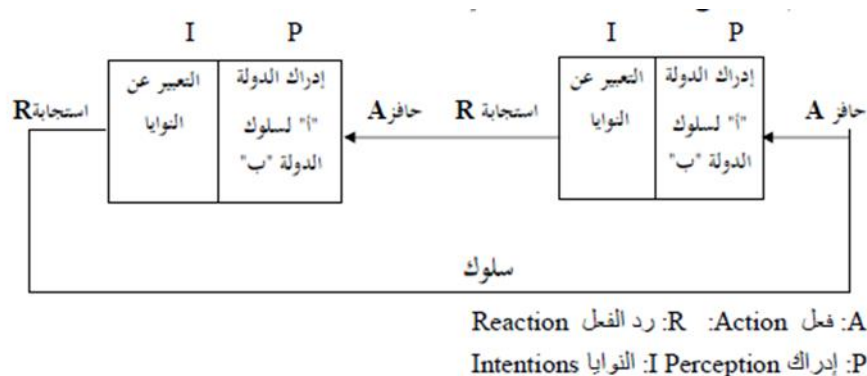 I P I P
إدراك الدولة
"أ" لسلوك
الدولة "ب"
التعبير عن
النوايا
إدراك الدولة
"أ" لسلوك
الدولة "ب"
التعبير عن
النوايا
حافز A
استجابة R
حافز A
استجابة R
سلوك
A: فعل Action: R: رد الفعل Reaction
P: إدراك Perception I: النوايا Intentions